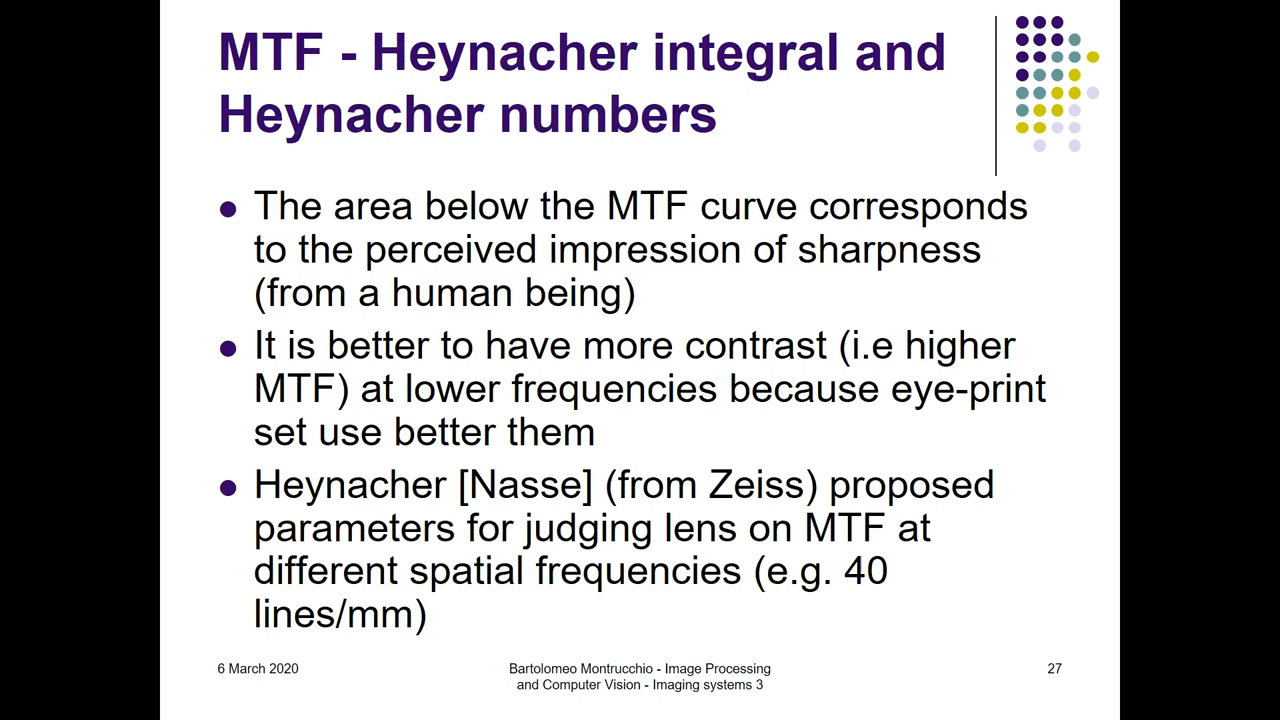 MTF - Heynacher integral and
Heynacher numbers
The area below the MTF curve corresponds
to the perceived impression of sharpness
(from a human being)
It is better to have more contrast (i.e higher
MTF) at lower frequencies because eye-print
set use better them
Heynacher [Nasse] (from Zeiss) proposed
parameters for judging lens on MTF at
different spatial frequencies (e.g. 40
lines/mm)
6 March 2020
Bartolomeo Montrucchio - Image Processing
and Computer Vision - Imaging systems 3
27